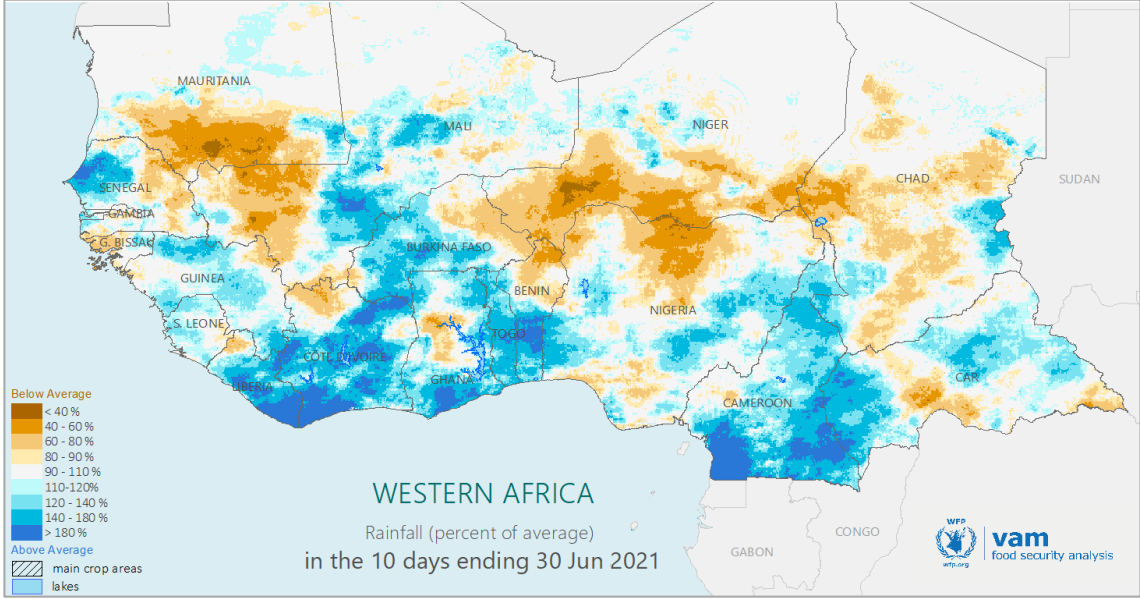 MAURITANIA
MALI
NIGER
CHAD
SUDAN
SENEGAL
GAMBIA
G. BISSAU
BURKINA FASO
GUINEA
BENIN
NIGERIA
S. LEONE
TOGO
COTE D'IVOIRE
GHANA
LIBERIA
CAR
CAMEROON
GABON
CONGO
Below Average
< 40 %
40 - 60 %
60 - 80 %
80 - 90 %
90 - 110 %
110-120%
120 - 140 %
140 - 180 %
> 180 %
Above Average
main crop areas
lakes
WESTERN AFRICA
Rainfall (percent of average)
in the 10 days ending 30 Jun 2021
WFP
wfp.org
vam
food security analysis